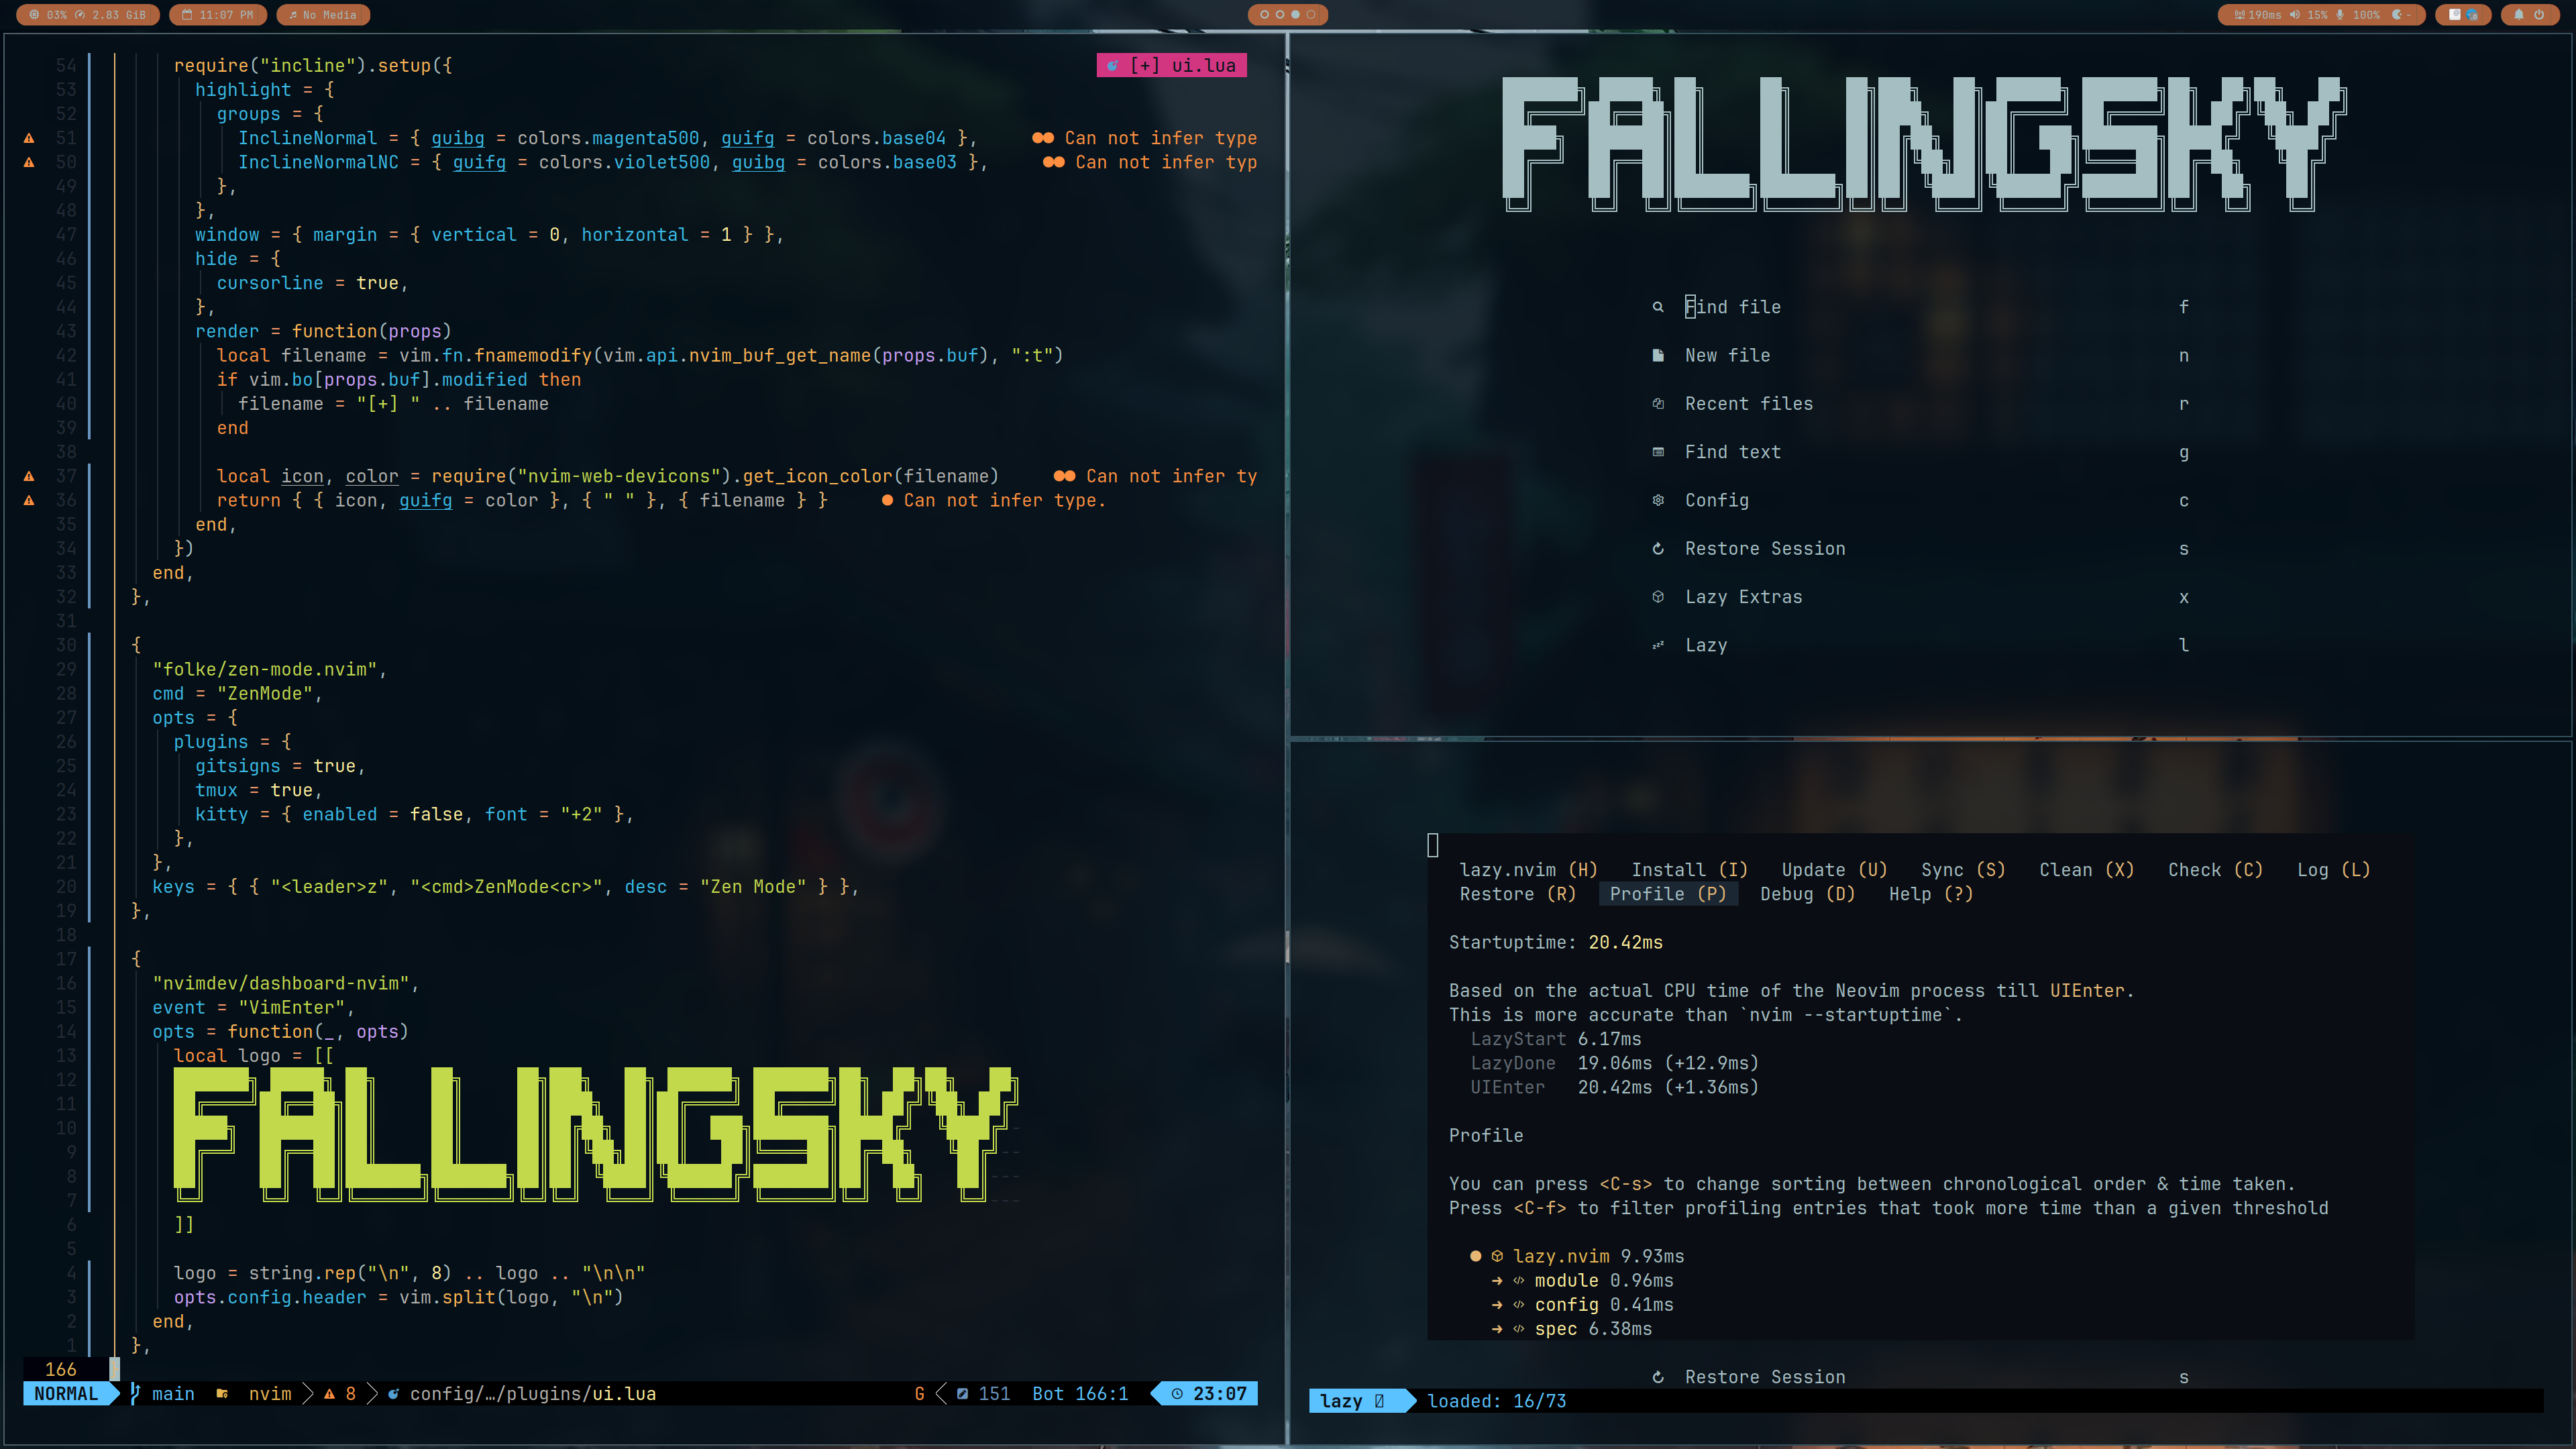 03% 2.83 GiB 11:07 PM No Media 190ms 15% 100% -
[+] ui.lua
54 require("incline").setup({
53 highlight = {
52 groups = {
51 InclineNormal = { guibg = colors.magenta500, guifg = colors.base04 }, Can not infer type
50 InclineNormalNC = { guifg = colors.violet500, guibg = colors.base03 }, Can not infer typ
49 },
48 },
47 window = { margin = { vertical = 0, horizontal = 1 } },
46 hide = {
45 cursorline = true,
44 },
43 render = function(props)
42 local filename = vim.fn.fnamemodify(vim.api.nvim_buf_get_name(props.buf), ":t")
41 if vim.bo[props.buf].modified then
40 filename = "[+] " .. filename
39 end
38
37 local icon, color = require("nvim-web-devicons").get_icon_color(filename) Can not infer ty
36 return { { icon, guifg = color }, { " " }, { filename } } Can not infer type.
35 end,
34 })
33 end,
32 },
31
30 {
29 "folke/zen-mode.nvim",
28 cmd = "ZenMode",
27 opts = {
26 plugins = {
25 gitsigns = true,
24 tmux = true,
23 kitty = { enabled = false, font = "+2" },
22 },
21 },
20 keys = { { "<leader>z", "<cmd>ZenMode<cr>", desc = "Zen Mode" } },
19 },
18
17 {
16 "nvimdev/dashboard-nvim",
15 event = "VimEnter",
14 opts = function(_, opts)
13 local logo = [[
12
11
10 FALLINGSKY
9
8
7
6 ]]
5
4 logo = string.rep("\n", 8) .. logo .. "\n\n"
3 opts.config.header = vim.split(logo, "\n")
2 end,
1 },
166
NORMAL main nvim 8 config/…/plugins/ui.lua G 151 Bot 166:1 23:07
FALLINGSKY
Find file f
New file n
Recent files r
Find text g
Config c
Restore Session s
Lazy Extras x
Lazy l
lazy.nvim (H) Install (I) Update (U) Sync (S) Clean (X) Check (C) Log (L)
Restore (R) Profile (P) Debug (D) Help (?)
Startuptime: 20.42ms
Based on the actual CPU time of the Neovim process till UIEnter.
This is more accurate than `nvim --startuptime`.
LazyStart 6.17ms
LazyDone 19.06ms (+12.9ms)
UIEnter 20.42ms (+1.36ms)
Profile
You can press <C-s> to change sorting between chronological order & time taken.
Press <C-f> to filter profiling entries that took more time than a given threshold
lazy.nvim 9.93ms
module 0.96ms
config 0.41ms
spec 6.38ms
Restore Session s
lazy loaded: 16/73